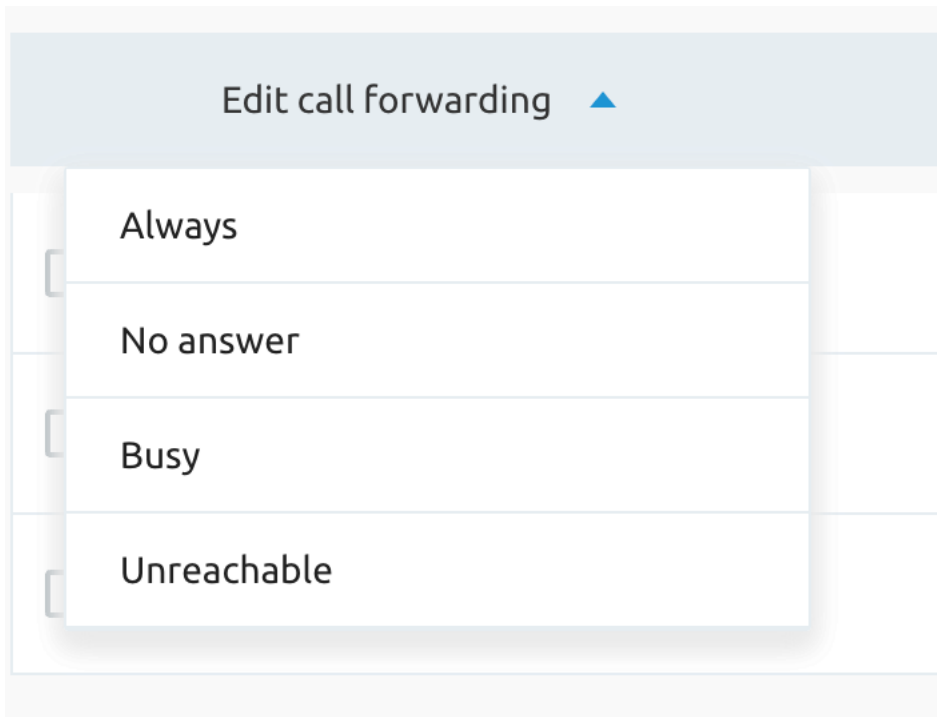 Edit call forwarding
Always
No answer
Busy
Unreachable